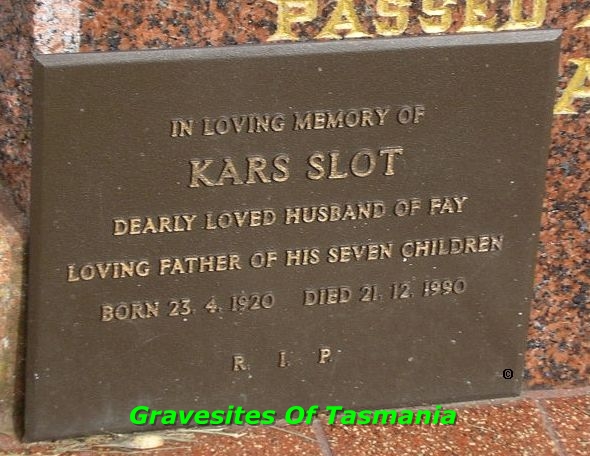 PASSED
A
IN LOVING MEMORY OF
KARS SLOT
DEARLY LOVED HUSBAND OF FAY
LOVING FATHER OF HIS SEVEN CHILDREN
BORN 23. 4. 1920 DIED 21. 12. 1990
R. I. P.
©
Gravesites Of Tasmania